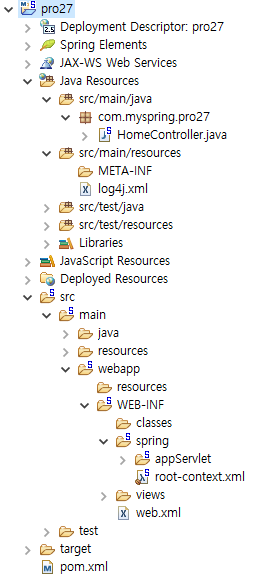 pro27
Deployment Descriptor: pro27
Spring Elements
JAX-WS Web Services
Java Resources
src/main/java
com.myspring.pro27
HomeController.java
src/main/resources
META-INF
log4j.xml
src/test/java
src/test/resources
Libraries
JavaScript Resources
Deployed Resources
src
main
java
resources
webapp
resources
WEB-INF
classes
spring
appServlet
root-context.xml
views
web.xml
test
target
pom.xml